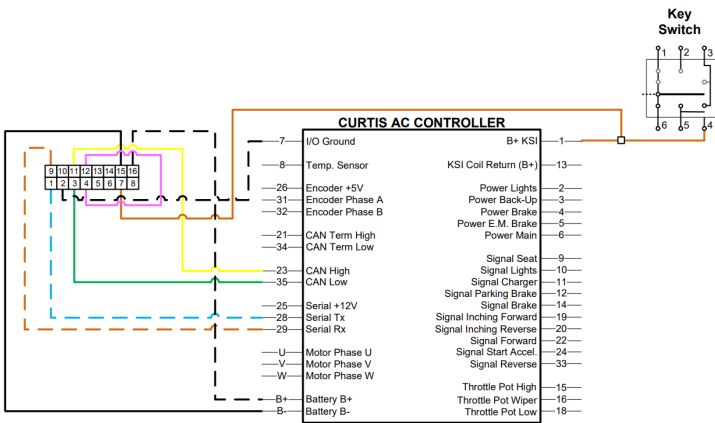 Key
Switch
1 2 3
6 5 4
CURTIS AC CONTROLLER
7 I/O Ground
8 Temp. Sensor
26 Encoder +5V
31 Encoder Phase A
32 Encoder Phase B
21 CAN Term High
34 CAN Term Low
23 CAN High
35 CAN Low
25 Serial +12V
28 Serial Tx
29 Serial Rx
U Motor Phase U
V Motor Phase V
W Motor Phase W
B+ Battery B+
B- Battery B-
B+ KSI 1
KSI Coil Return (B+) 13
Power Lights 2
Power Back-Up 3
Power Brake 4
Power E.M. Brake 5
Power Main 6
Signal Seat 9
Signal Lights 10
Signal Charger 11
Signal Parking Brake 12
Signal Brake 14
Signal Inching Forward 19
Signal Inching Reverse 20
Signal Forward 22
Signal Start Accel. 24
Signal Reverse 33
Throttle Pot High 15
Throttle Pot Wiper 16
Throttle Pot Low 18
9 10 11 12 13 14 15 16
1 2 3 4 5 6 7 8